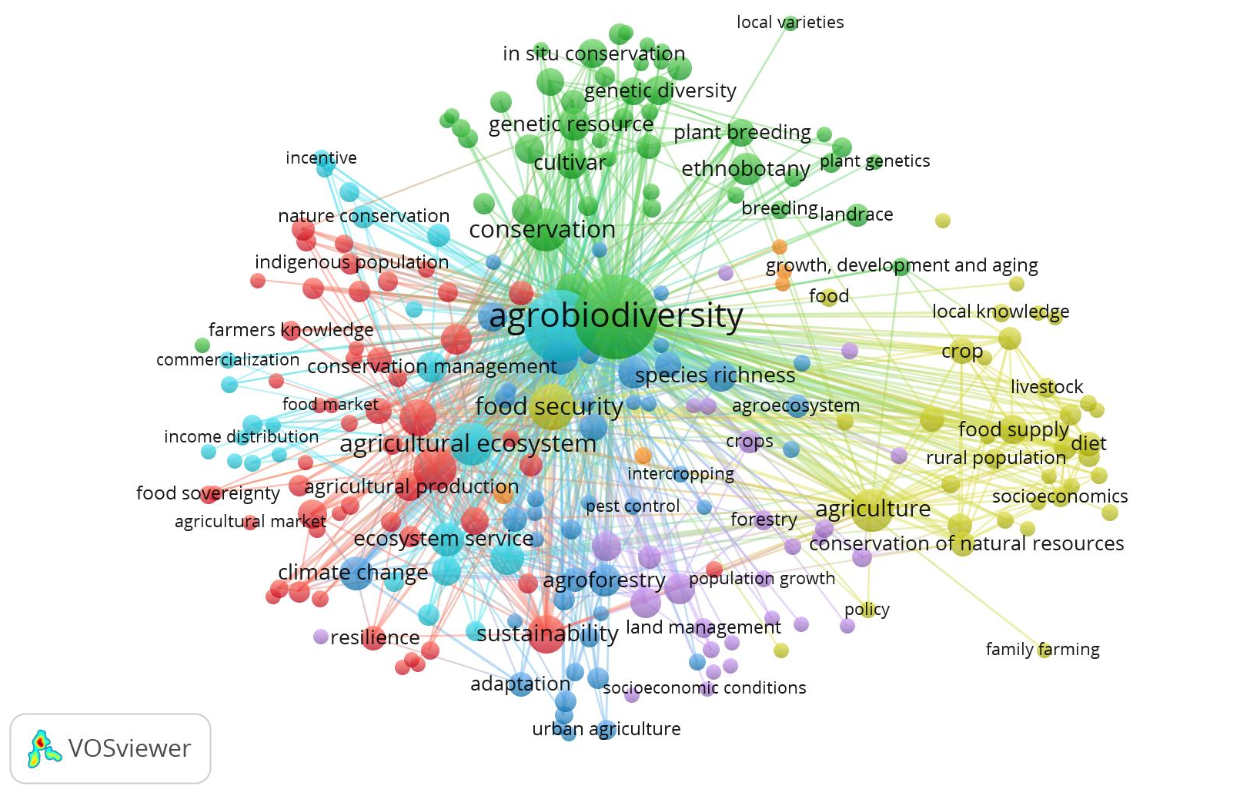 local varieties
in situ conservation
genetic diversity
genetic resource
plant breeding
incentive
cultivar
ethnobotany
plant genetics
nature conservation
breeding
landrace
conservation
indigenous population
growth, development and aging
food
agrobiodiversity
local knowledge
farmers knowledge
crop
commercialization
conservation management
species richness
livestock
food market
food security
agroecosystem
income distribution
agricultural ecosystem
crops
food supply
diet
rural population
intercropping
food sovereignty
agricultural production
socioeconomics
pest control
agriculture
agricultural market
forestry
ecosystem service
conservation of natural resources
climate change
agroforestry
population growth
policy
resilience
sustainability
land management
family farming
adaptation
socioeconomic conditions
urban agriculture
VOSviewer